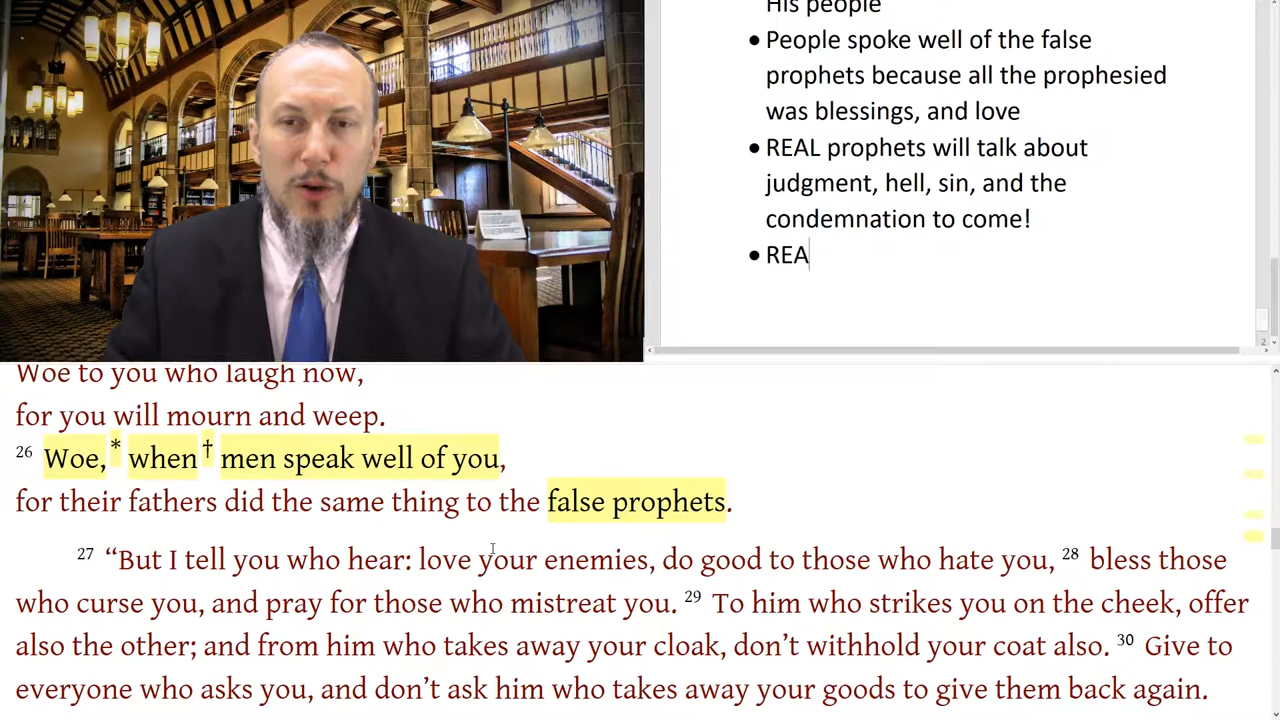 His people
• People spoke well of the false
prophets because all the prophesied
was blessings, and love
• REAL prophets will talk about
judgment, hell, sin, and the
condemnation to come!
• REA
2
Woe to you who laugh now,
for you will mourn and weep.
26 Woe,* when† men speak well of you,
for their fathers did the same thing to the false prophets.
27 “But I tell you who hear: love your enemies, do good to those who hate you, 28 bless those
who curse you, and pray for those who mistreat you. 29 To him who strikes you on the cheek, offer
also the other; and from him who takes away your cloak, don’t withhold your coat also. 30 Give to
everyone who asks you, and don’t ask him who takes away your goods to give them back again.